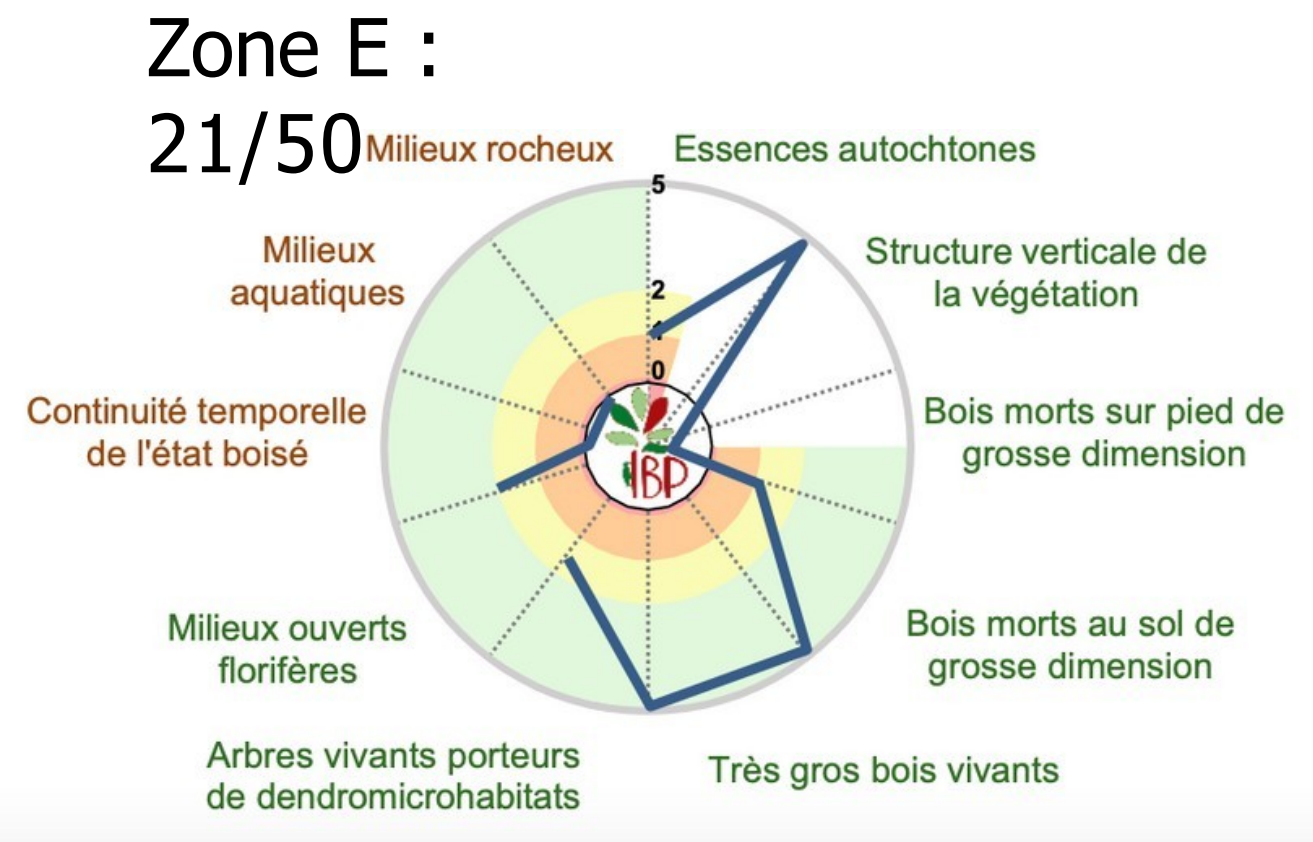 Zone E :
21/50
Milieux rocheux
Essences autochtones
5
Milieux
aquatiques
Structure verticale de
la végétation
2
1
0
Continuité temporelle
de l'état boisé
Bois morts sur pied de
grosse dimension
IBP
Milieux ouverts
florifères
Bois morts au sol de
grosse dimension
Arbres vivants porteurs
de dendromicrohabitats
Très gros bois vivants